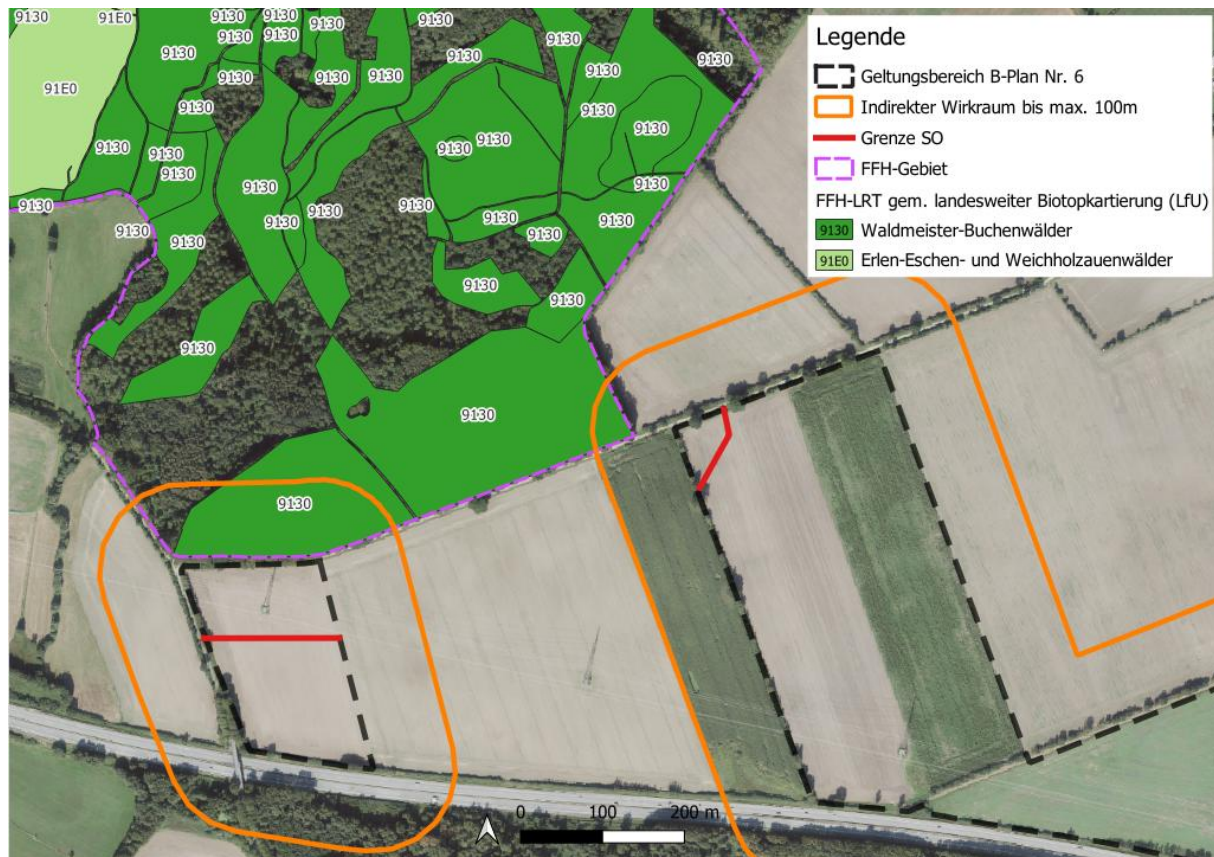 Legende
Geltungsbereich B-Plan Nr. 6
Indirekter Wirkraum bis max. 100m
Grenze SO
FFH-Gebiet
FFH-LRT gem. landesweiter Biotopkartierung (LfU)
9130 Waldmeister-Buchenwälder
91E0 Erlen-Eschen- und Weichholzauenwälder
9130 91E0 9130 9130 9130
9130 9130 9130
9130 9130 9130 9130 9130
9130 9130
91E0 9130 9130
9130
9130 9130 9130 9130
9130 9130 9130
9130 9130 9130
9130 9130 9130 9130 9130
9130 9130
9130
9130
9130
9130
9130
9130
0 100 200 m